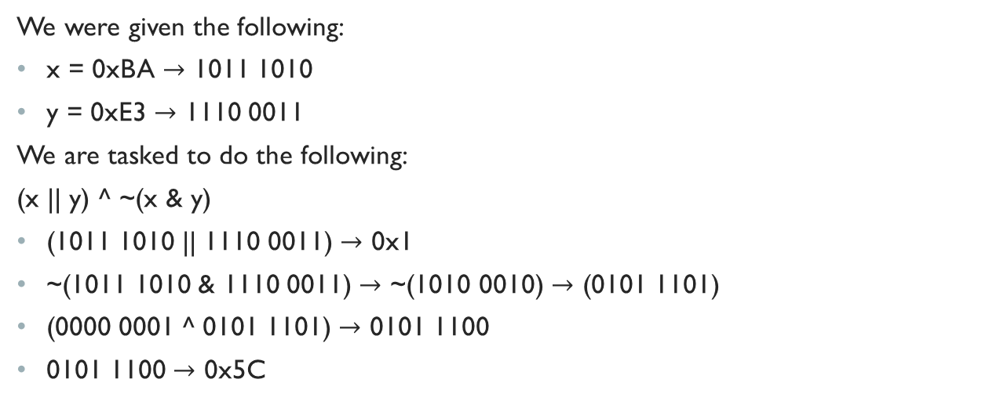 We were given the following:
• x = 0xBA → 1011 1010
• y = 0xE3 → 1110 0011
We are tasked to do the following:
(x || y) ^ ~(x & y)
• (1011 1010 || 1110 0011) → 0x1
• ~(1011 1010 & 1110 0011) → ~(1010 0010) → (0101 1101)
• (0000 0001 ^ 0101 1101) → 0101 1100
• 0101 1100 → 0x5C